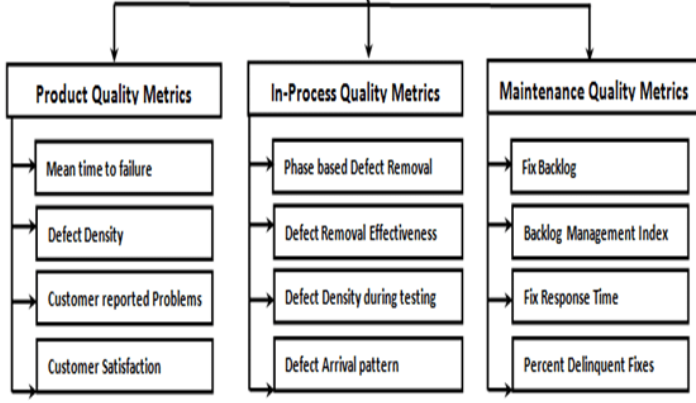 Product Quality Metrics
Mean time to failure
Defect Density
Customer reported Problems
Customer Satisfaction
In-Process Quality Metrics
Phase based Defect Removal
Defect Removal Effectiveness
Defect Density during testing
Defect Arrival pattern
Maintenance Quality Metrics
Fix Backlog
Backlog Management Index
Fix Response Time
Percent Delinquent Fixes